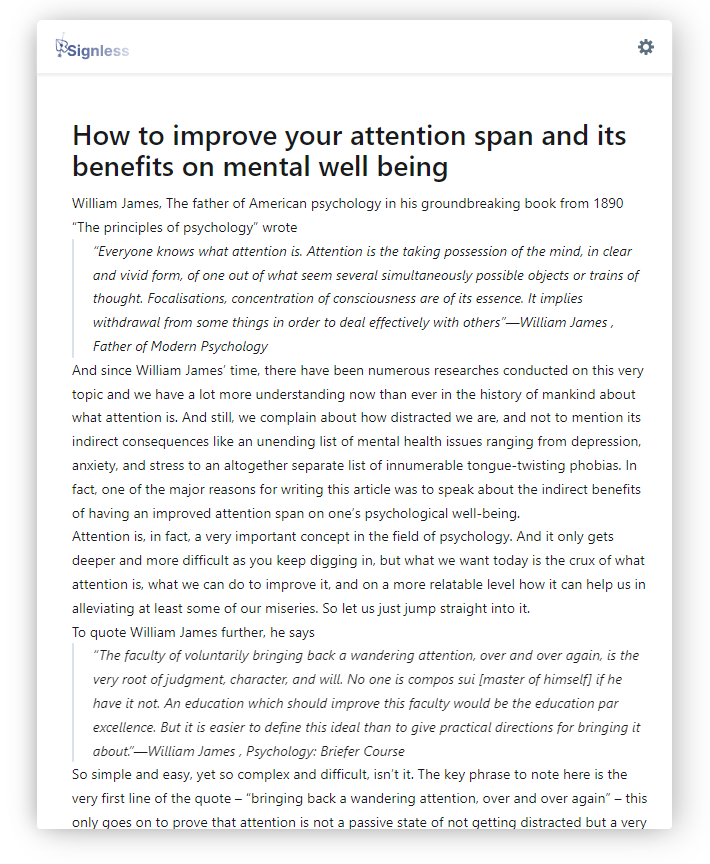 Signless
How to improve your attention span and its
benefits on mental well being
William James, The father of American psychology in his groundbreaking book from 1890
“The principles of psychology” wrote
“Everyone knows what attention is. Attention is the taking possession of the mind, in clear
and vivid form, of one out of what seem several simultaneously possible objects or trains of
thought. Focalisations, concentration of consciousness are of its essence. It implies
withdrawal from some things in order to deal effectively with others”—William James ,
Father of Modern Psychology
And since William James’ time, there have been numerous researches conducted on this very
topic and we have a lot more understanding now than ever in the history of mankind about
what attention is. And still, we complain about how distracted we are, and not to mention its
indirect consequences like an unending list of mental health issues ranging from depression,
anxiety, and stress to an altogether separate list of innumerable tongue-twisting phobias. In
fact, one of the major reasons for writing this article was to speak about the indirect benefits
of having an improved attention span on one’s psychological well-being.
Attention is, in fact, a very important concept in the field of psychology. And it only gets
deeper and more difficult as you keep digging in, but what we want today is the crux of what
attention is, what we can do to improve it, and on a more relatable level how it can help us in
alleviating at least some of our miseries. So let us just jump straight into it.
To quote William James further, he says
“The faculty of voluntarily bringing back a wandering attention, over and over again, is the
very root of judgment, character, and will. No one is compos sui [master of himself] if he
have it not. An education which should improve this faculty would be the education par
excellence. But it is easier to define this ideal than to give practical directions for bringing it
about.”—William James , Psychology: Briefer Course
So simple and easy, yet so complex and difficult, isn’t it. The key phrase to note here is the
very first line of the quote – “bringing back a wandering attention, over and over again” – this
only goes on to prove that attention is not a passive state of not getting distracted but a very